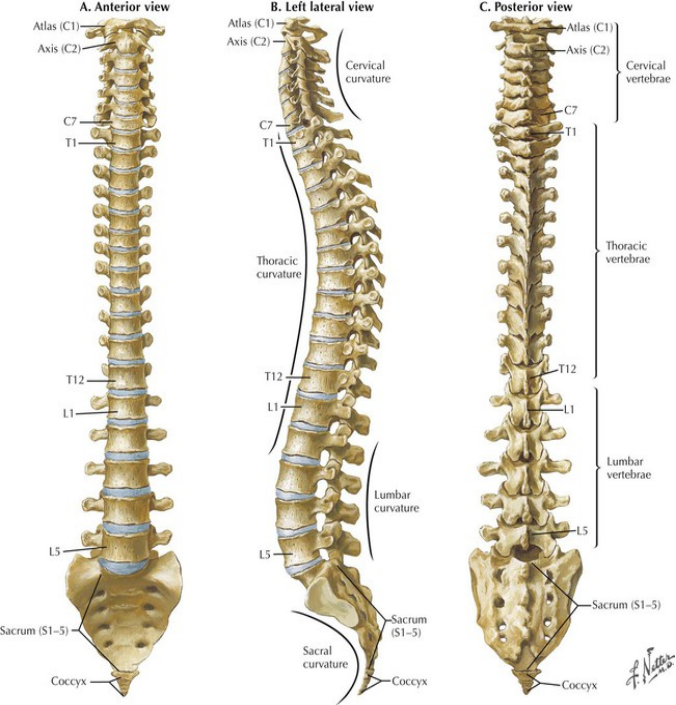 A. Anterior view
Atlas (C1)
Axis (C2)
C7
T1
T12
L1
L5
Sacrum (S1–5)
Coccyx
B. Left lateral view
Atlas (C1)
Axis (C2)
Cervical
curvature
C7
T1
Thoracic
curvature
T12
L1
Lumbar
curvature
L5
Sacrum
(S1–5)
Sacral
curvature
Coccyx
C. Posterior view
Atlas (C1)
Axis (C2)
Cervical
vertebrae
C7
T1
Thoracic
vertebrae
T12
L1
Lumbar
vertebrae
L5
Sacrum (S1–5)
Coccyx
F. Netter
M.D.